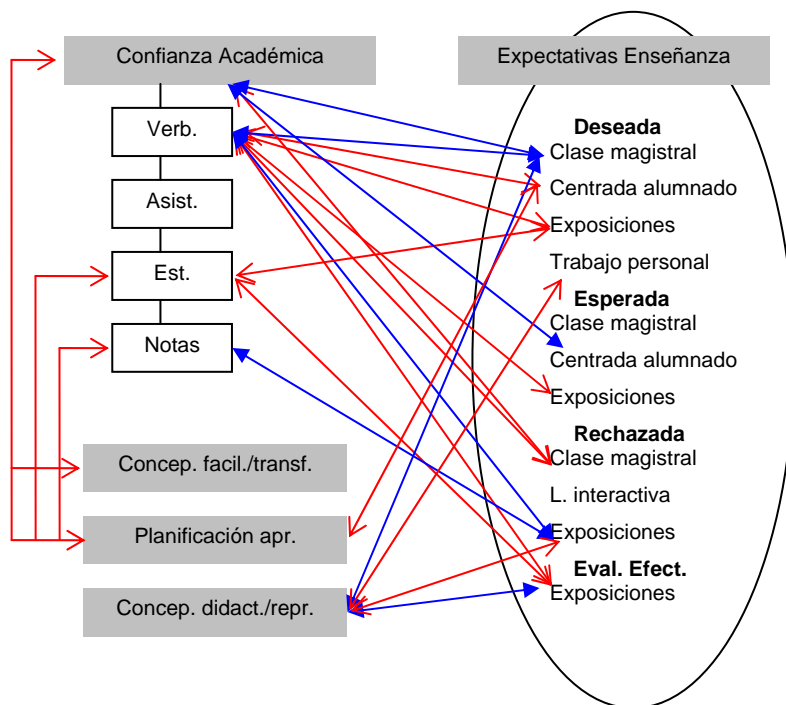 Confianza Académica
Verb.
Asist.
Est.
Notas
Concep. facil./transf.
Planificación apr.
Concep. didact./repr.
Expectativas Enseñanza
Deseada
Clase magistral
Centrada alumnado
Exposiciones
Trabajo personal
Esperada
Clase magistral
Centrada alumnado
Exposiciones
Rechazada
Clase magistral
L. interactiva
Exposiciones
Eval. Efect.
Exposiciones